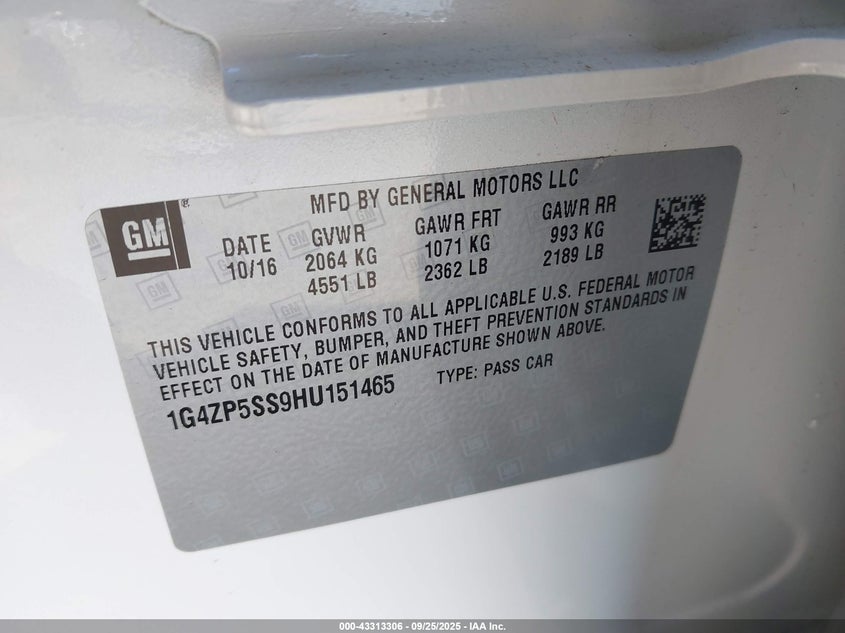 GM ®
MFD BY GENERAL MOTORS LLC
DATE GVWR GAWR FRT GAWR RR
10/16 2064 KG 1071 KG 993 KG
4551 LB 2362 LB 2189 LB
THIS VEHICLE CONFORMS TO ALL APPLICABLE U.S. FEDERAL MOTOR
VEHICLE SAFETY, BUMPER, AND THEFT PREVENTION STANDARDS IN
EFFECT ON THE DATE OF MANUFACTURE SHOWN ABOVE.
1G4ZP5SS9HU151465 TYPE: PASS CAR
000-43313306 - 09/25/2025 - IAA Inc.